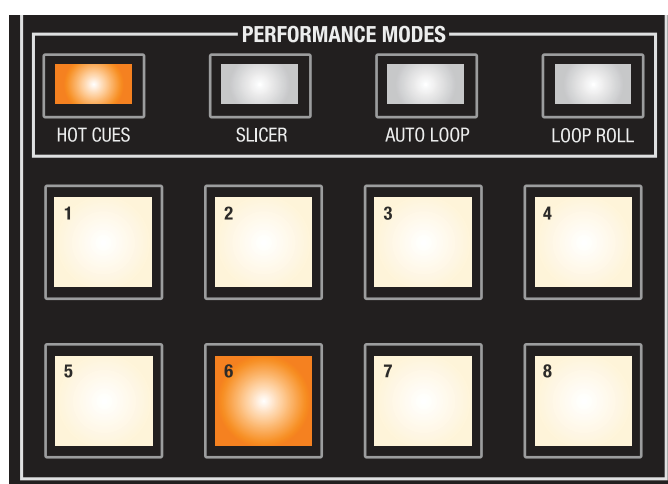 PERFORMANCE MODES
HOT CUES SLICER AUTO LOOP LOOP ROLL
1 2 3 4
5 6 7 8